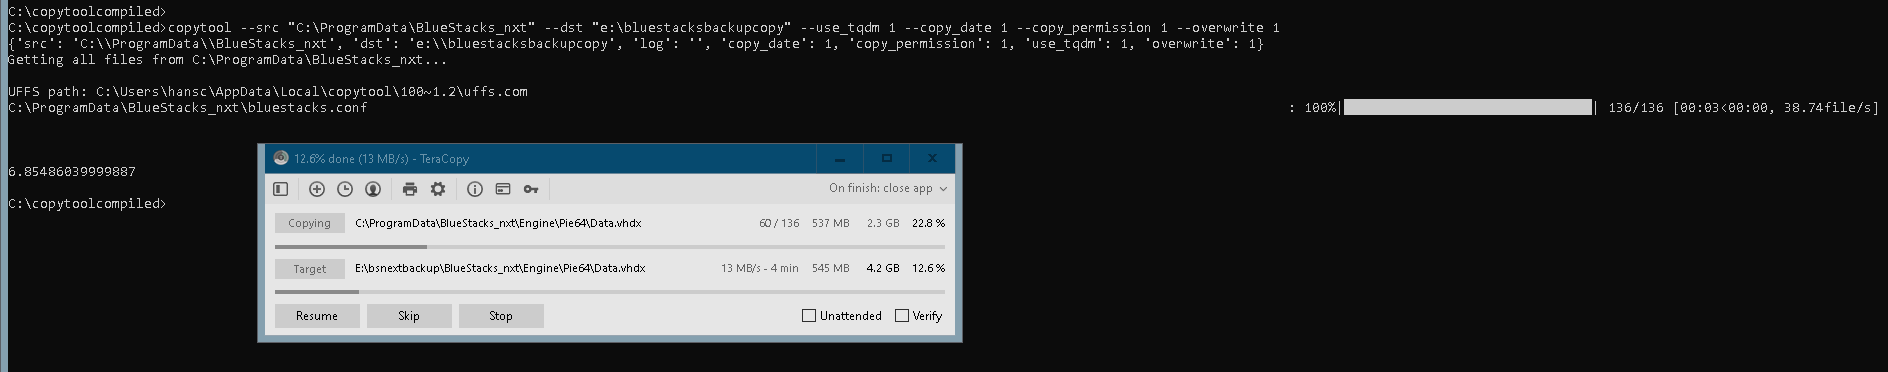 C:\copytoolcompiled>
C:\copytoolcompiled>copytool --src "C:\ProgramData\BlueStacks_nxt" --dst "e:\bluestacksbackupcopy" --use_tqdm 1 --copy_date 1 --copy_permission 1 --overwrite 1
{'src': 'C:\\ProgramData\\BlueStacks_nxt', 'dst': 'e:\\bluestacksbackupcopy', 'log': '', 'copy_date': 1, 'copy_permission': 1, 'use_tqdm': 1, 'overwrite': 1}
Getting all files from C:\ProgramData\BlueStacks_nxt...
UFFS path: C:\Users\hansc\AppData\Local\copytool\100~1.2\uffs.com
C:\ProgramData\BlueStacks_nxt\bluestacks.conf : 100%| | 136/136 [00:03<00:00, 38.74file/s]
12.6% done (13 MB/s) - TeraCopy
6.85486039999887
On finish: close app
C:\copytoolcompiled>
Copying C:\ProgramData\BlueStacks_nxt\Engine\Pie64\Data.vhdx 60 / 136 537 MB 2.3 GB 22.8 %
Target E:\bsnextbackup\BlueStacks_nxt\Engine\Pie64\Data.vhdx 13 MB/s - 4 min 545 MB 4.2 GB 12.6 %
Resume Skip Stop Unattended Verify